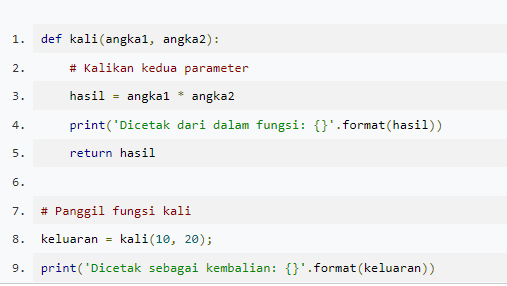 1. def kali(angka1, angka2):
2.     # Kalikan kedua parameter
3.     hasil = angka1 * angka2
4.     print('Dicetak dari dalam fungsi: {}'.format(hasil))
5.     return hasil
6.
7. # Panggil fungsi kali
8. keluaran = kali(10, 20);
9. print('Dicetak sebagai kembalian: {}'.format(keluaran))